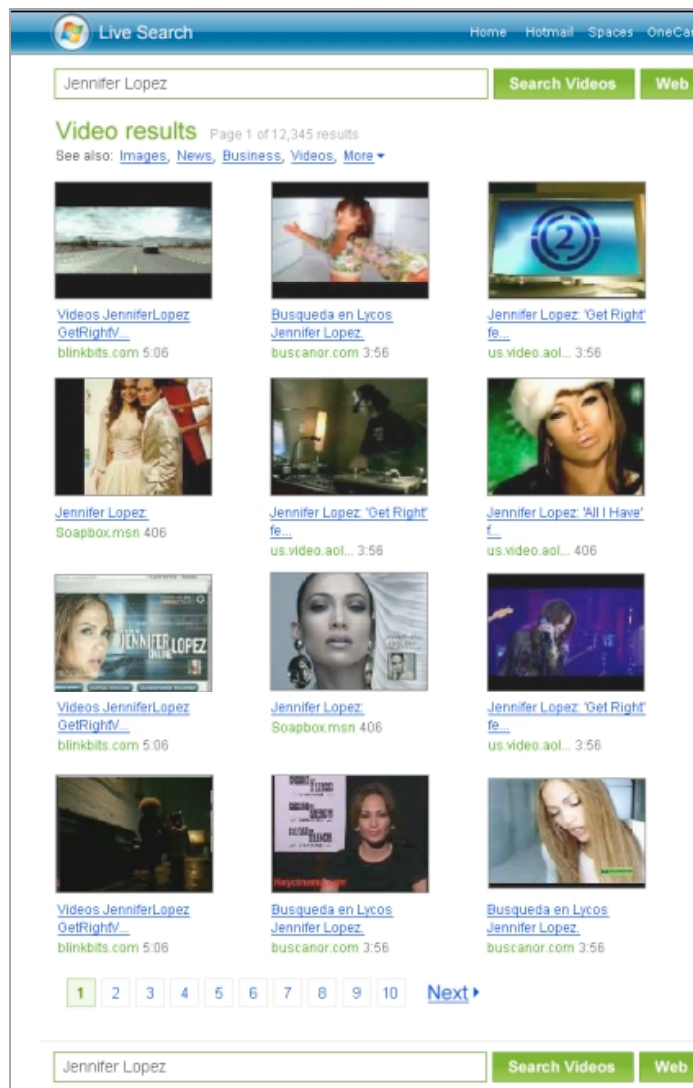 Live Search
Home Hotmail Spaces
Jennifer Lopez
Search Videos
Web
Video results Page 1 of 12,345 results
See also: Images, News, Business, Videos, More
Videos JenniferLopez
GetRightV...
blinkbits.com 5:06
Busqueda en Lycos
Jennifer Lopez.
buscanor.com 3:56
2
Jennifer Lopez: 'Get Right'
fe...
us.video.aol... 3:56
Jennifer Lopez:
Soapbox.msn 406
Jennifer Lopez: 'Get Right'
fe...
us.video.aol... 3:56
Jennifer Lopez: 'All I Have'
f...
us.video.aol... 406
JENNIFER LOPEZ
ONLINE
Videos JenniferLopez
GetRightV...
blinkbits.com 5:06
Jennifer Lopez:
Soapbox.msn 406
Jennifer Lopez: 'Get Right'
fe...
us.video.aol... 3:56
Videos JenniferLopez
GetRightV...
blinkbits.com 5:06
Busqueda en Lycos
Jennifer Lopez.
buscanor.com 3:56
Busqueda en Lycos
Jennifer Lopez.
buscanor.com 3:56
1 2 3 4 5 6 7 8 9 10 Next
Jennifer Lopez
Search Videos
Web